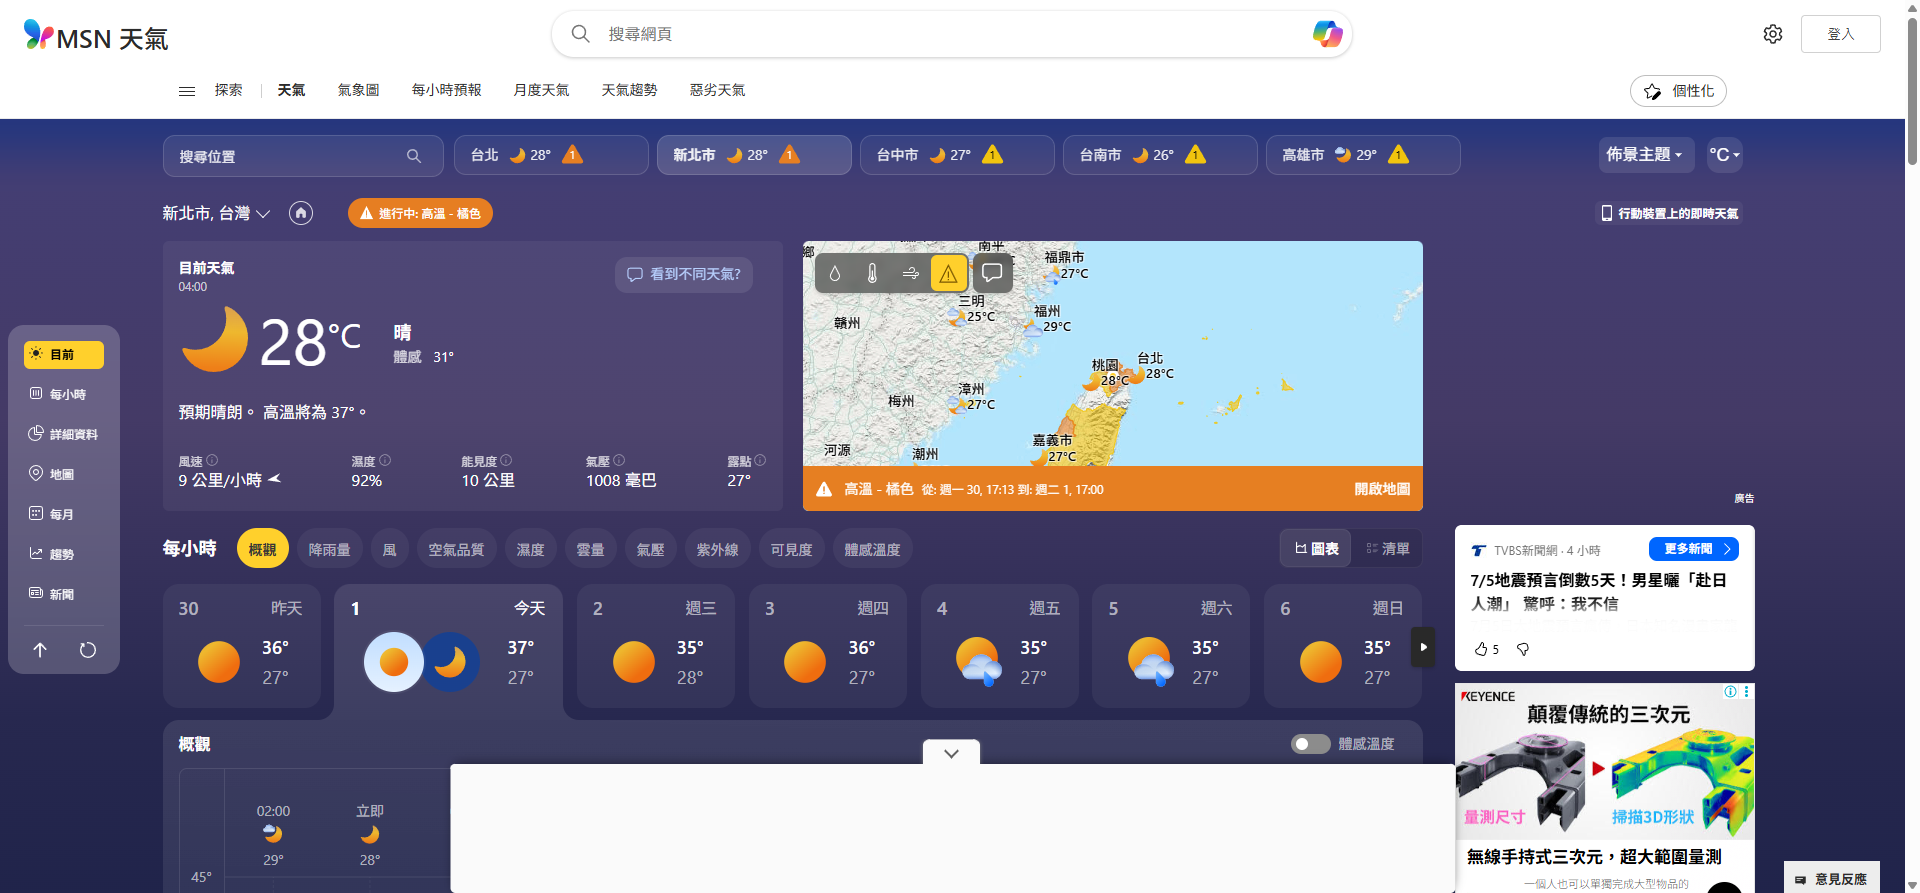 MSN 天氣
搜尋網頁
登入
探索
天氣
氣象圖
每小時預報
月度天氣
天氣趨勢
惡劣天氣
個性化
搜尋位置
台北 28° 1
新北市 28° 1
台中市 27° 1
台南市 26° 1
高雄市 29° 1
佈景主題
°C
新北市, 台灣
進行中: 高溫 - 橘色
行動裝置上的即時天氣
目前天氣
04:00
看到不同天氣?
28°C
晴
體感 31°
預期晴朗。 高溫將為 37°。
風速
9 公里/小時
濕度
92%
能見度
10 公里
氣壓
1008 毫巴
露點
27°
目前
每小時
詳細資料
地圖
每月
趨勢
新聞
鄉
南平
福鼎市
27°C
三明
25°C
贛州
福州
29°C
桃園
28°C
台北
28°C
漳州
27°C
梅州
嘉義市
27°C
河源
潮州
高溫 - 橘色 從: 週一 30, 17:13 到: 週二 1, 17:00
開啟地圖
廣告
每小時
概觀
降雨量
風
空氣品質
濕度
雲量
氣壓
紫外線
可見度
體感溫度
圖表
清單
30 昨天
36°
27°
1 今天
37°
27°
2 週三
35°
28°
3 週四
36°
27°
4 週五
35°
27°
5 週六
35°
27°
6 週日
35°
27°
概觀
體感溫度
02:00
29°
立即
28°
45°
TVBS新聞網 · 4 小時
更多新聞
7/5地震預言倒數5天！男星曬「赴日
人潮」 驚呼：我不信
5
KEYENCE
顛覆傳統的三次元
量測尺寸
掃描3D形狀
無線手持式三次元，超大範圍量測
一個人也可以單獨完成大型物品的
意見反應